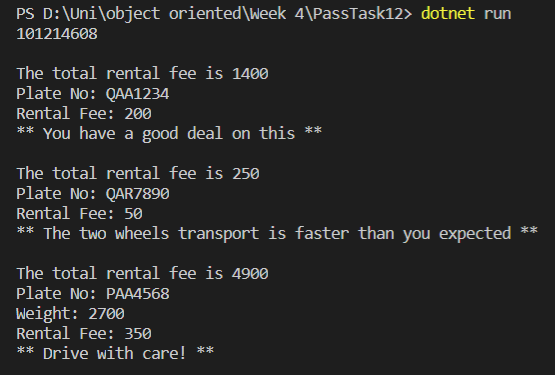 PS D:\Uni\object oriented\Week 4\PassTask12> dotnet run
101214608
The total rental fee is 1400
Plate No: QAA1234
Rental Fee: 200
** You have a good deal on this **
The total rental fee is 250
Plate No: QAR7890
Rental Fee: 50
** The two wheels transport is faster than you expected **
The total rental fee is 4900
Plate No: PAA4568
Weight: 2700
Rental Fee: 350
** Drive with care! **